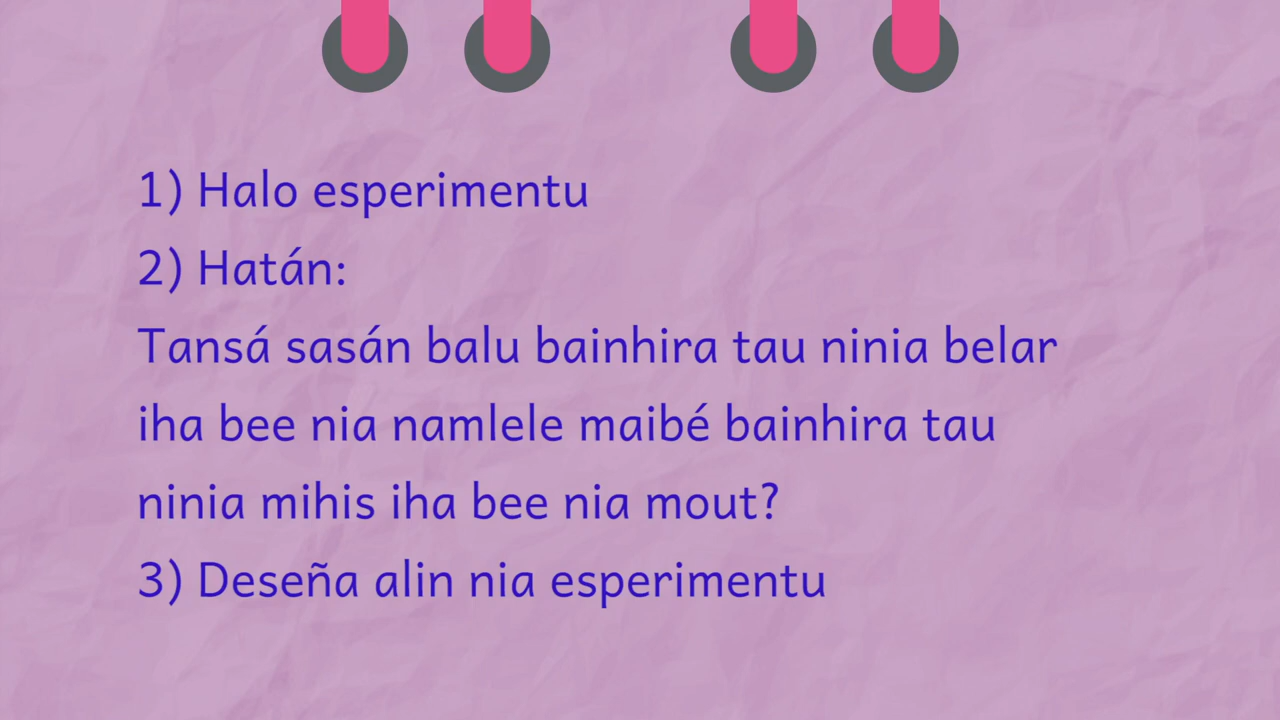 1) Halo esperimentu
2) Hatán:
Tansá sasán balu bainhira tau ninia belar
iha bee nia namlele maibé bainhira tau
ninia mihis iha bee nia mout?
3) Deseña alin nia esperimentu